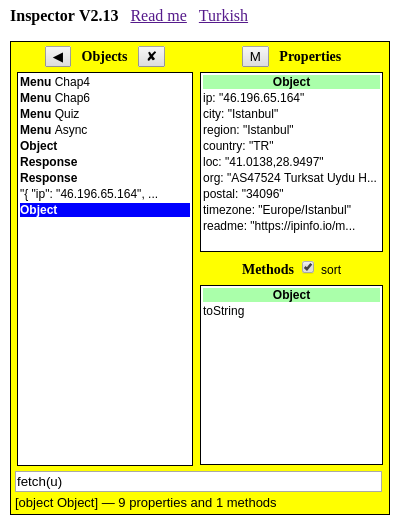 Inspector V2.13 Read me Turkish
◀ Objects ✘
Menu Chap4
Menu Chap6
Menu Quiz
Menu Async
Object
Response
Response
"{ "ip": "46.196.65.164", ...
Object
M Properties
Object
ip: "46.196.65.164"
city: "Istanbul"
region: "Istanbul"
country: "TR"
loc: "41.0138,28.9497"
org: "AS47524 Turksat Uydu H...
postal: "34096"
timezone: "Europe/Istanbul"
readme: "https://ipinfo.io/m...
Methods sort
Object
toString
fetch(u)
[object Object] — 9 properties and 1 methods